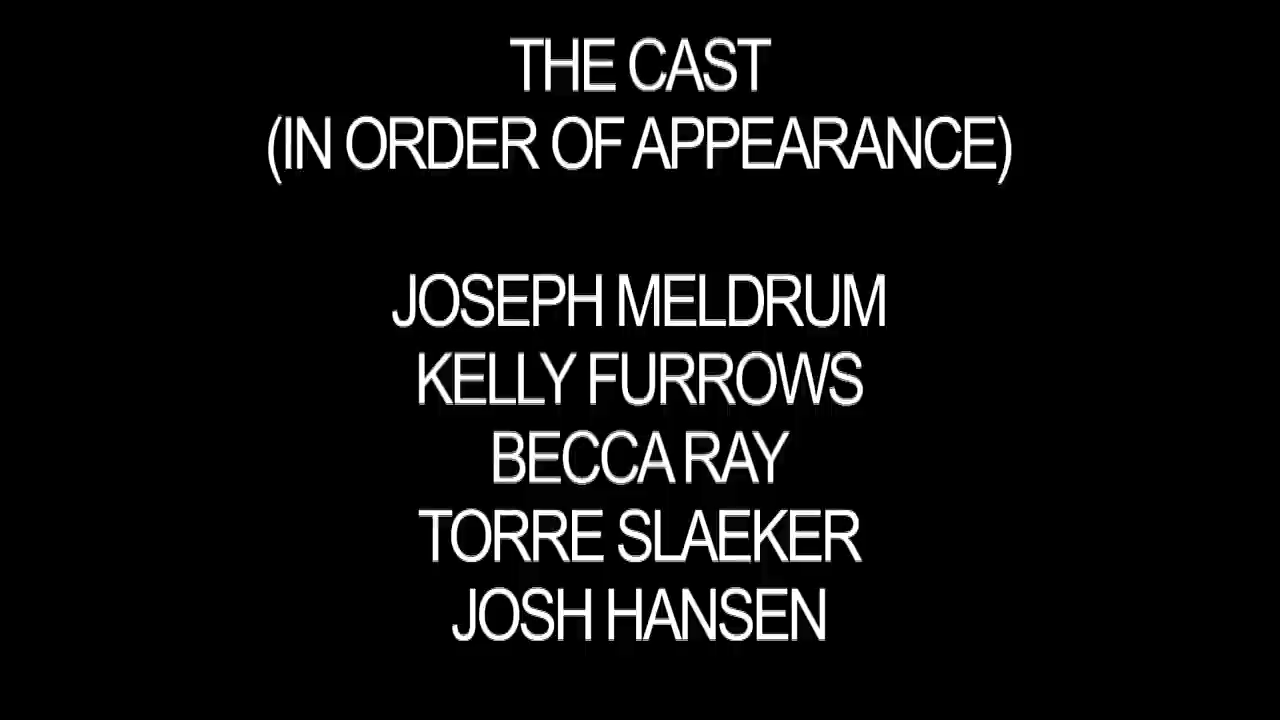 THE CAST
(IN ORDER OF APPEARANCE)
JOSEPH MELDRUM
KELLY FURROWS
BECCA RAY
TORRE SLAEKER
JOSH HANSEN